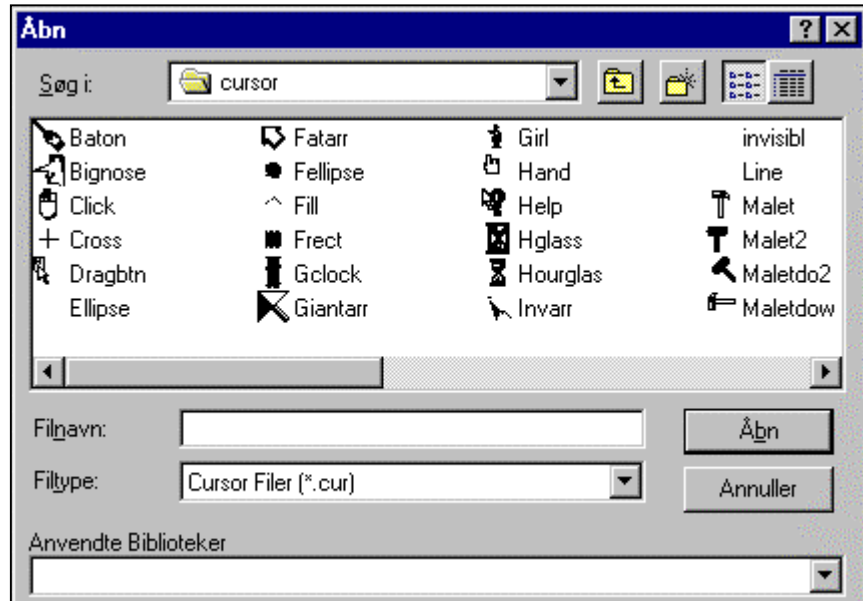 Åbn
Søg i: cursor
Baton Fatarr Girl invisibl
Bignose Fellipse Hand Line
Click Fill Help Malet
Cross Frect Hglass Malet2
Dragbtn Gclock Hourglas Maletdo2
Ellipse Giantarr Invarr Maletdow
Filnavn: Åbn
Filtype: Cursor Filer (*.cur) Annuller
Anvendte Biblioteker